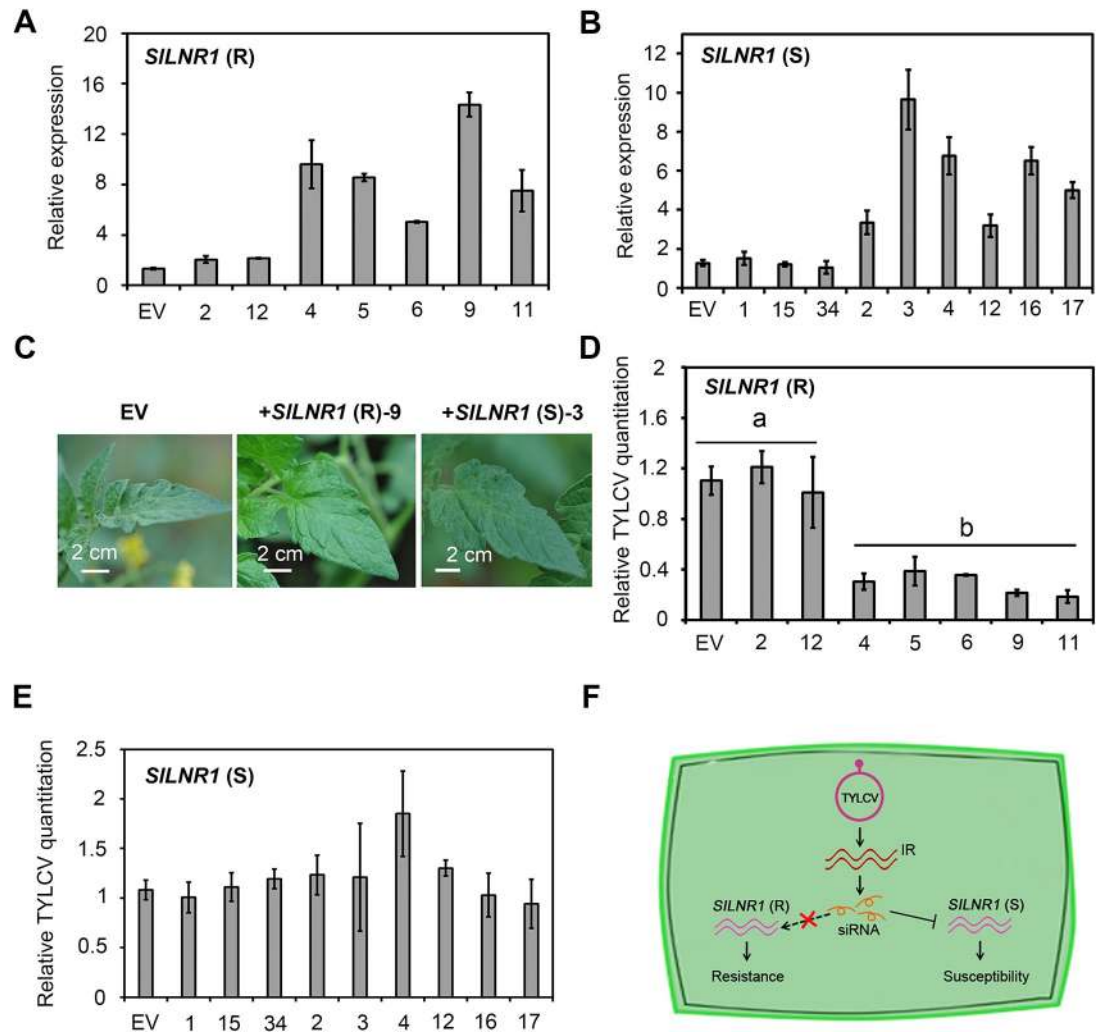 A
SlLNR1 (R)
Relative expression
20
16
12
8
4
0
EV 2 12 4 5 6 9 11
B
SlLNR1 (S)
Relative expression
12
10
8
6
4
2
0
EV 1 15 34 2 3 4 12 16 17
C
EV +SlLNR1 (R)-9 +SlLNR1 (S)-3
2 cm 2 cm 2 cm
D
SlLNR1 (R)
Relative TYLCV quantitation
2
1.6
1.2
0.8
0.4
0
a
b
EV 2 12 4 5 6 9 11
E
SlLNR1 (S)
Relative TYLCV quantitation
2.5
2
1.5
1
0.5
0
EV 1 15 34 2 3 4 12 16 17
F
TYLCV
IR
SlLNR1 (R) SlLNR1 (S)
siRNA
Resistance Susceptibility